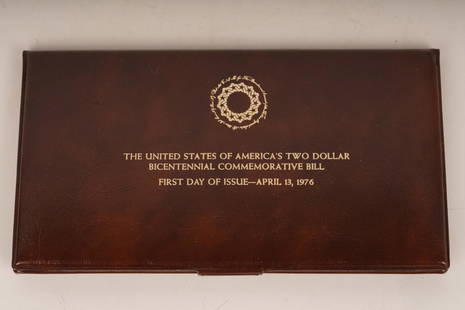 THE UNITED STATES OF AMERICA'S TWO DOLLAR
BICENTENNIAL COMMEMORATIVE BILL
FIRST DAY OF ISSUE—APRIL 13, 1976